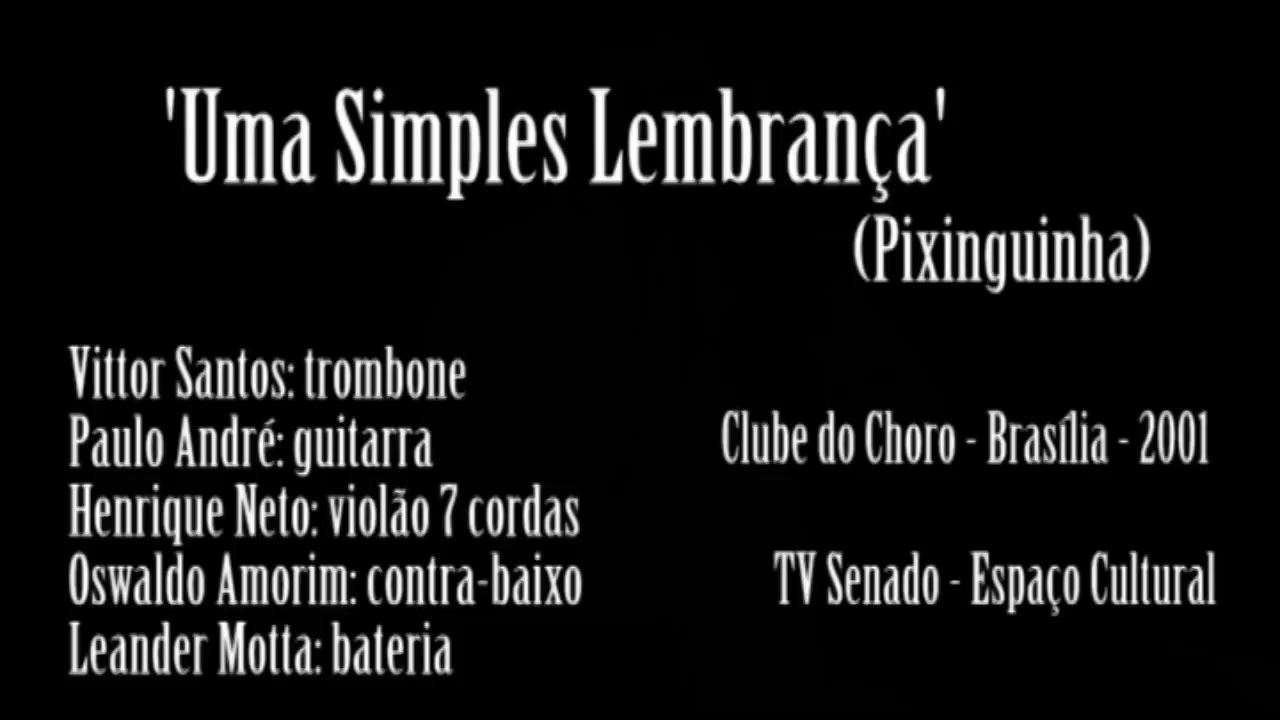 'Uma Simples Lembrança'
(Pixinguinha)
Vittor Santos: trombone
Paulo André: guitarra
Henrique Neto: violão 7 cordas
Oswaldo Amorim: contra-baixo
Leander Motta: bateria
Clube do Choro - Brasília - 2001
TV Senado - Espaço Cultural